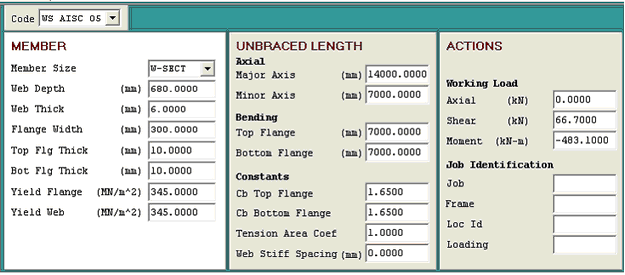 Code WS AISC 05
MEMBER
Member Size W-SECT
Web Depth (mm) 680.0000
Web Thick (mm) 6.0000
Flange Width (mm) 300.0000
Top Flg Thick (mm) 10.0000
Bot Flg Thick (mm) 10.0000
Yield Flange (MN/m^2) 345.0000
Yield Web (MN/m^2) 345.0000
UNBRACED LENGTH
Axial
Major Axis (mm) 14000.0000
Minor Axis (mm) 7000.0000
Bending
Top Flange (mm) 7000.0000
Bottom Flange (mm) 7000.0000
Constants
Cb Top Flange 1.6500
Cb Bottom Flange 1.6500
Tension Area Coef 1.0000
Web Stiff Spacing (mm) 0.0000
ACTIONS
Working Load
Axial (kN) 0.0000
Shear (kN) 66.7000
Moment (kN-m) -483.1000
Job Identification
Job
Frame
Loc Id
Loading